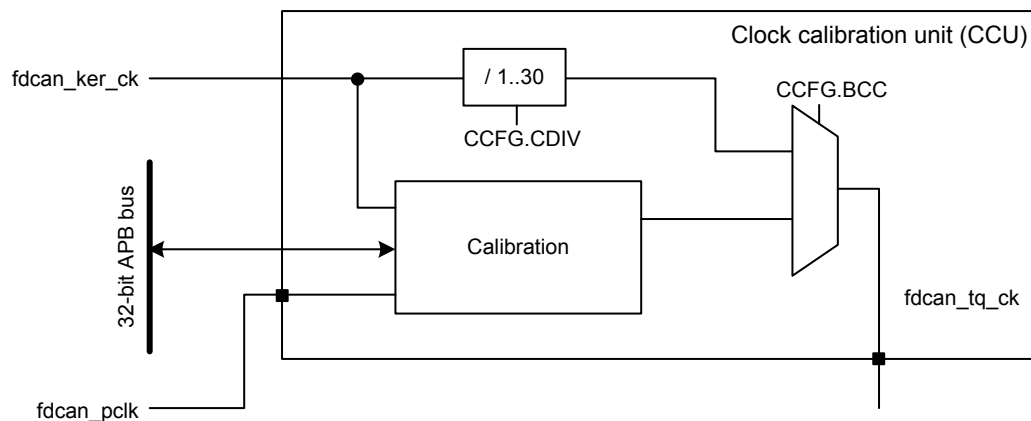 Clock calibration unit (CCU)
fdcan_ker_ck
/ 1..30
CCFG.BCC
CCFG.CDIV
32-bit APB bus
Calibration
fdcan_tq_ck
fdcan_pclk